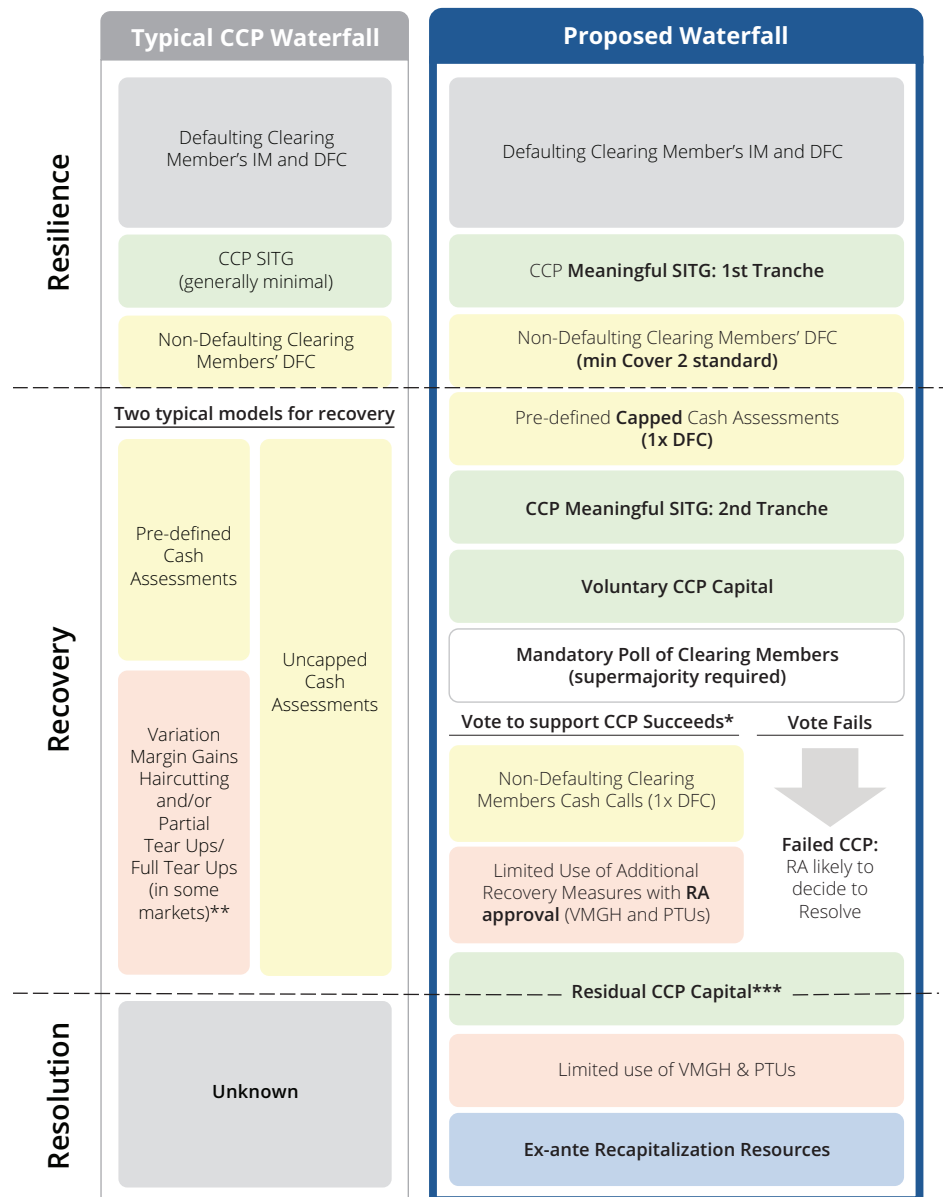 Typical CCP Waterfall
Proposed Waterfall
Resilience
Defaulting Clearing
Member's IM and DFC
Defaulting Clearing Member's IM and DFC
CCP SITG
(generally minimal)
CCP Meaningful SITG: 1st Tranche
Non-Defaulting Clearing
Members' DFC
Non-Defaulting Clearing Members' DFC
(min Cover 2 standard)
Recovery
Two typical models for recovery
Pre-defined
Cash
Assessments
Uncapped
Cash
Assessments
Variation
Margin Gains
Haircutting
and/or
Partial
Tear Ups/
Full Tear Ups
(in some
markets)**
Pre-defined Capped Cash Assessments
(1x DFC)
CCP Meaningful SITG: 2nd Tranche
Voluntary CCP Capital
Mandatory Poll of Clearing Members
(supermajority required)
Vote to support CCP Succeeds*
Vote Fails
Non-Defaulting Clearing
Members Cash Calls (1x DFC)
Limited Use of Additional
Recovery Measures with RA
approval (VMGH and PTUs)
Failed CCP:
RA likely to
decide to
Resolve
Residual CCP Capital***
Resolution
Unknown
Limited use of VMGH & PTUs
Ex-ante Recapitalization Resources